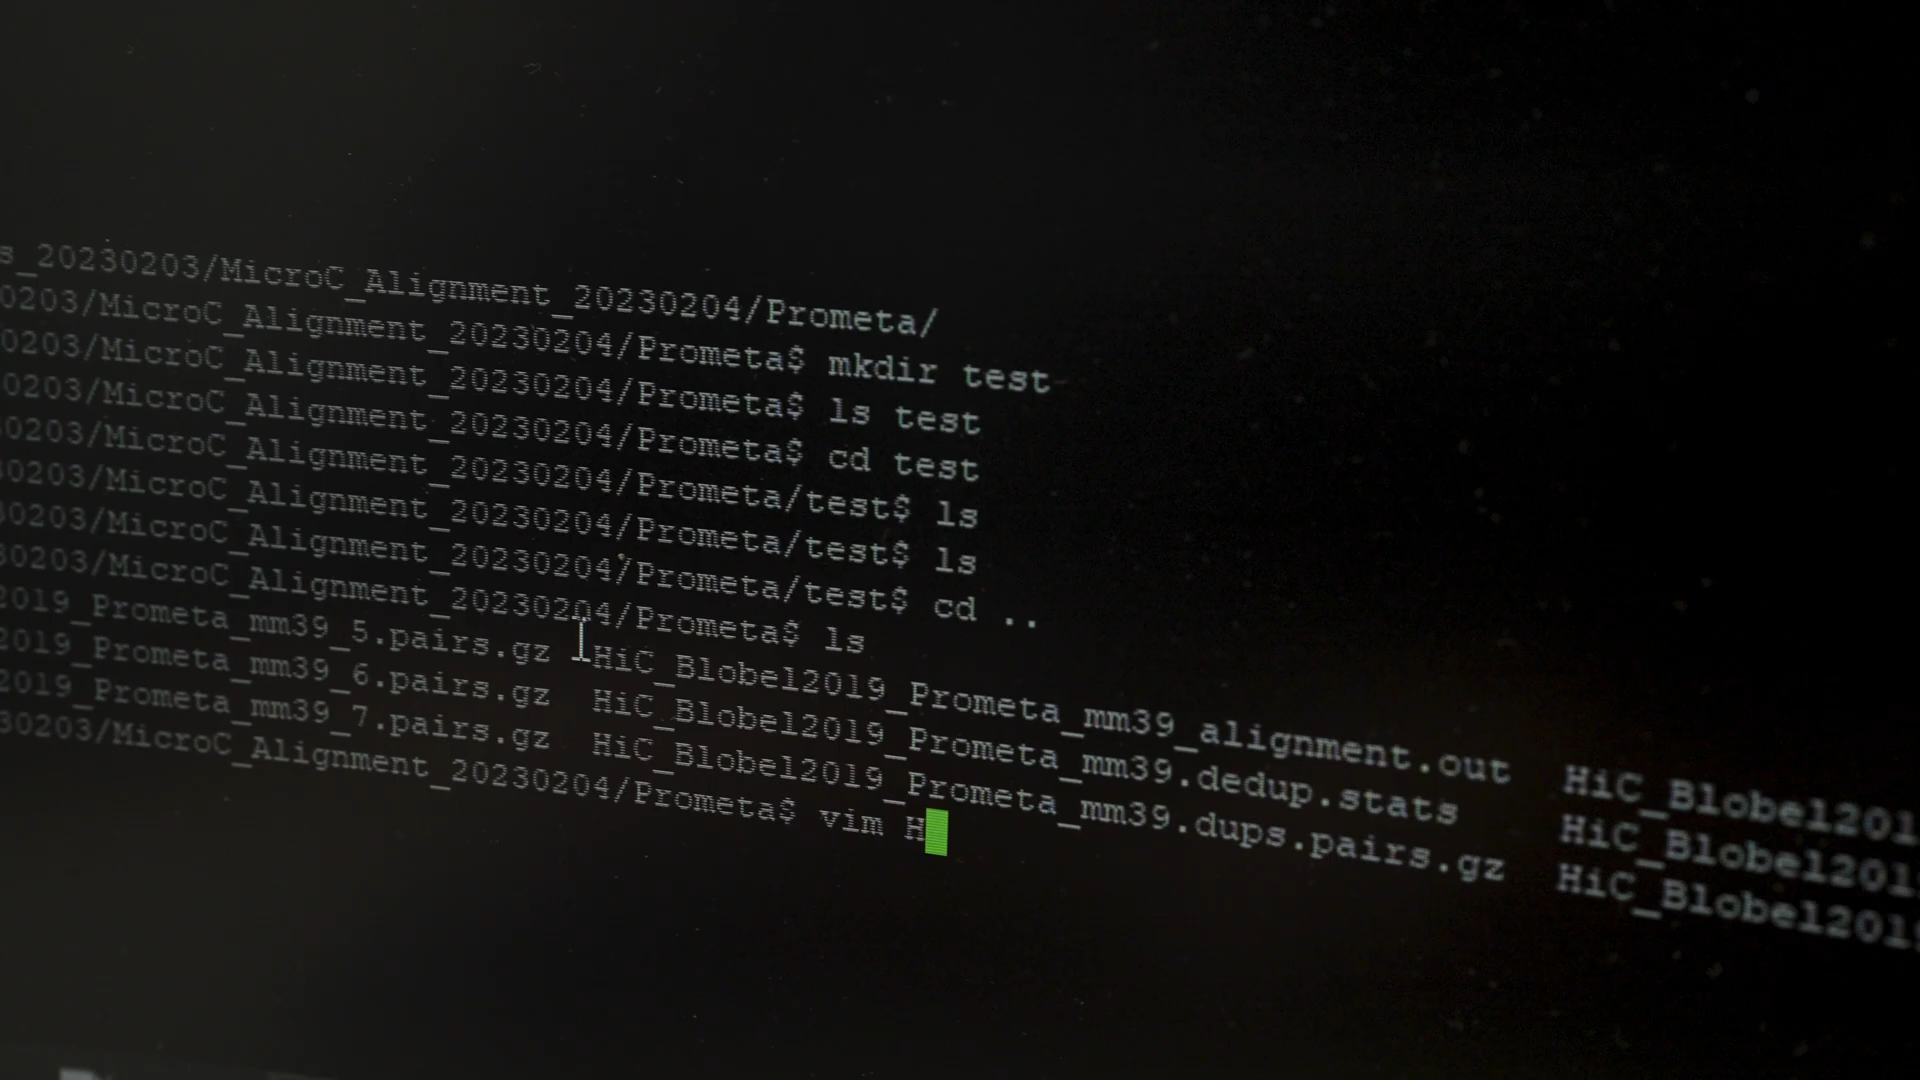 s_20230203/MicroC_Alignment_20230204/Prometa/
0203/MicroC_Alignment_20230204/Prometa$ mkdir test
0203/MicroC_Alignment_20230204/Prometa$ ls test
0203/MicroC_Alignment_20230204/Prometa$ cd test
0203/MicroC_Alignment_20230204/Prometa/test$ ls
0203/MicroC_Alignment_20230204/Prometa/test$ ls
0203/MicroC_Alignment_20230204/Prometa/test$ cd ..
30203/MicroC_Alignment_20230204/Prometa$ ls
2019_Prometa_mm39_5.pairs.gz HiC_Blobel2019_Prometa_mm39_alignment.out HiC_Blobel201
2019_Prometa_mm39_6.pairs.gz HiC_Blobel2019_Prometa_mm39.dedup.stats HiC_Blobel201
2019_Prometa_mm39_7.pairs.gz HiC_Blobel2019_Prometa_mm39.dups.pairs.gz HiC_Blobel2019
30203/MicroC_Alignment_20230204/Prometa$ vim H